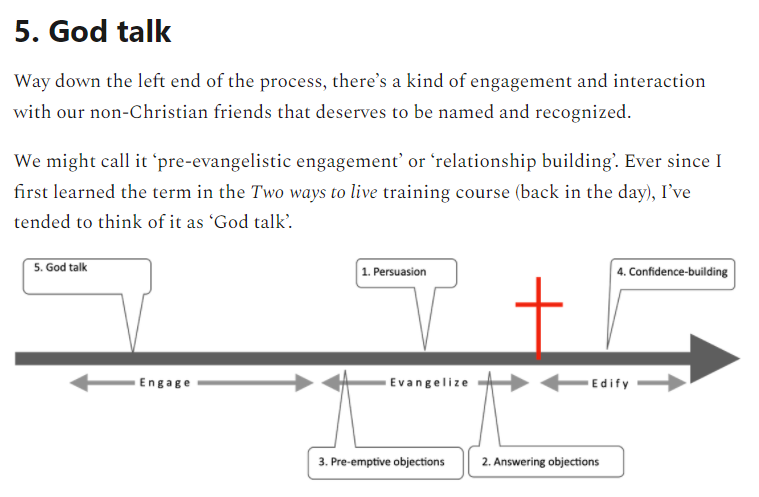 5. God talk
Way down the left end of the process, there’s a kind of engagement and interaction
with our non-Christian friends that deserves to be named and recognized.
We might call it ‘pre-evangelistic engagement’ or ‘relationship building’. Ever since I
first learned the term in the Two ways to live training course (back in the day), I’ve
tended to think of it as ‘God talk’.
5. God talk
1. Persuasion
4. Confidence-building
Engage
Evangelize
Edify
3. Pre-emptive objections
2. Answering objections